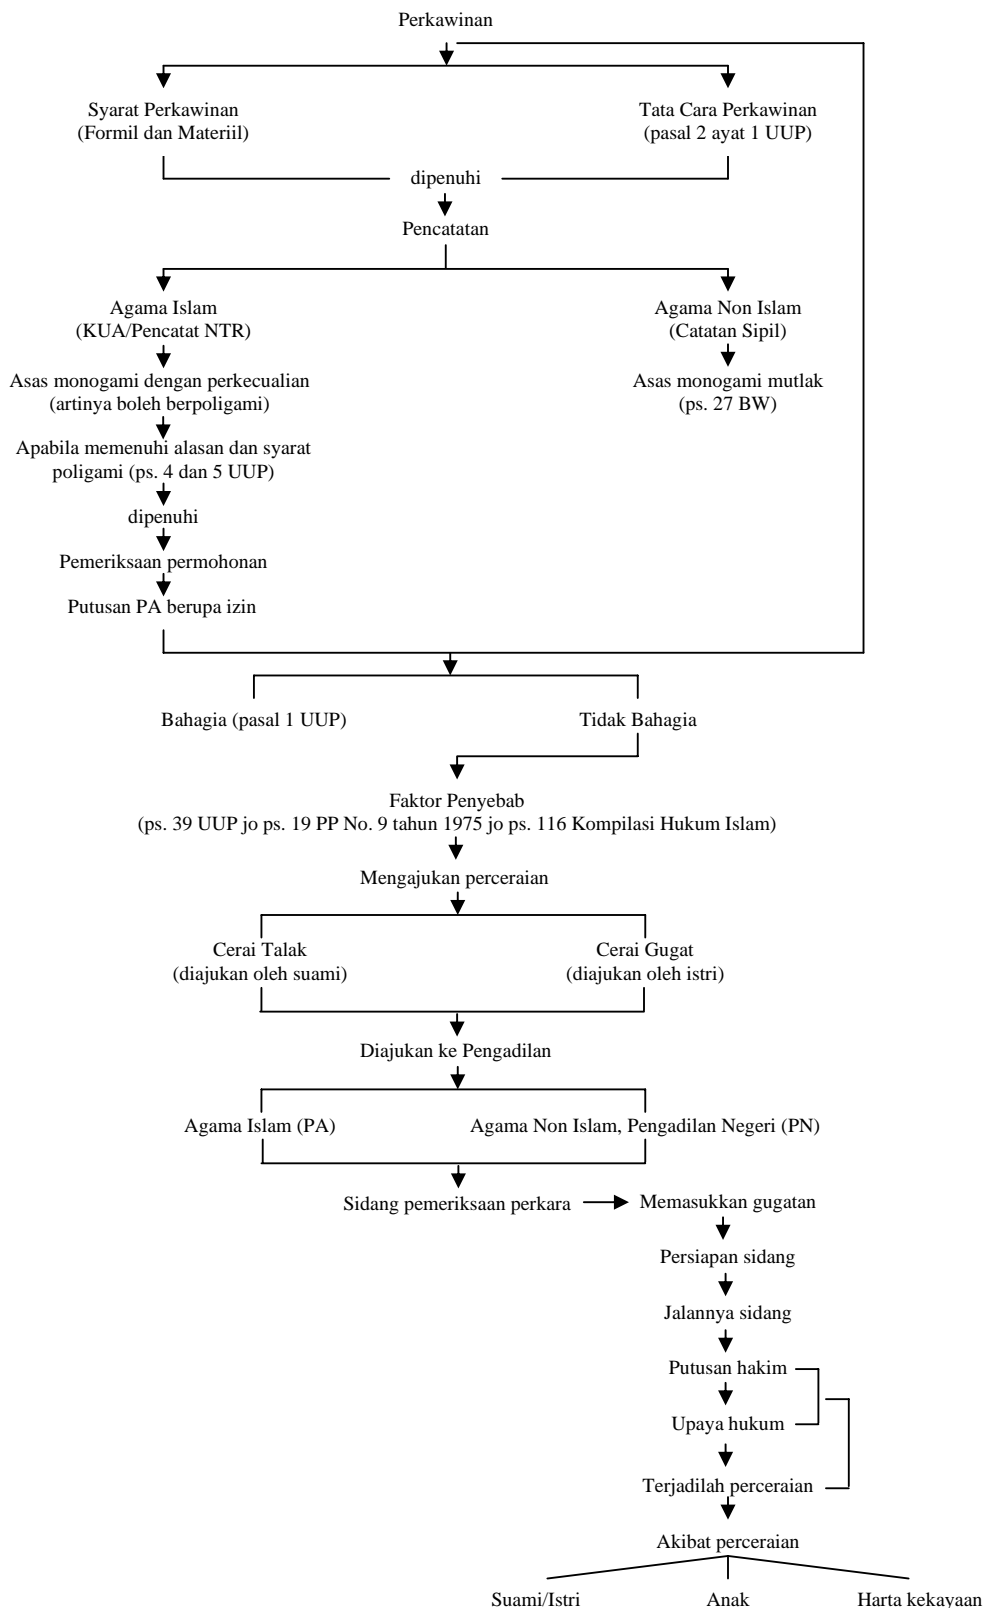 Perkawinan
Syarat Perkawinan
(Formil dan Materiil)
Tata Cara Perkawinan
(pasal 2 ayat 1 UUP)
dipenuhi
Pencatatan
Agama Islam
(KUA/Pencatat NTR)
Agama Non Islam
(Catatan Sipil)
Asas monogami dengan perkecualian
(artinya boleh berpoligami)
Asas monogami mutlak
(ps. 27 BW)
Apabila memenuhi alasan dan syarat
poligami (ps. 4 dan 5 UUP)
dipenuhi
Pemeriksaan permohonan
Putusan PA berupa izin
Bahagia (pasal 1 UUP)
Tidak Bahagia
Faktor Penyebab
(ps. 39 UUP jo ps. 19 PP No. 9 tahun 1975 jo ps. 116 Kompilasi Hukum Islam)
Mengajukan perceraian
Cerai Talak
(diajukan oleh suami)
Cerai Gugat
(diajukan oleh istri)
Diajukan ke Pengadilan
Agama Islam (PA)
Agama Non Islam, Pengadilan Negeri (PN)
Sidang pemeriksaan perkara
Memasukkan gugatan
Persiapan sidang
Jalannya sidang
Putusan hakim
Upaya hukum
Terjadilah perceraian
Akibat perceraian
Suami/Istri
Anak
Harta kekayaan